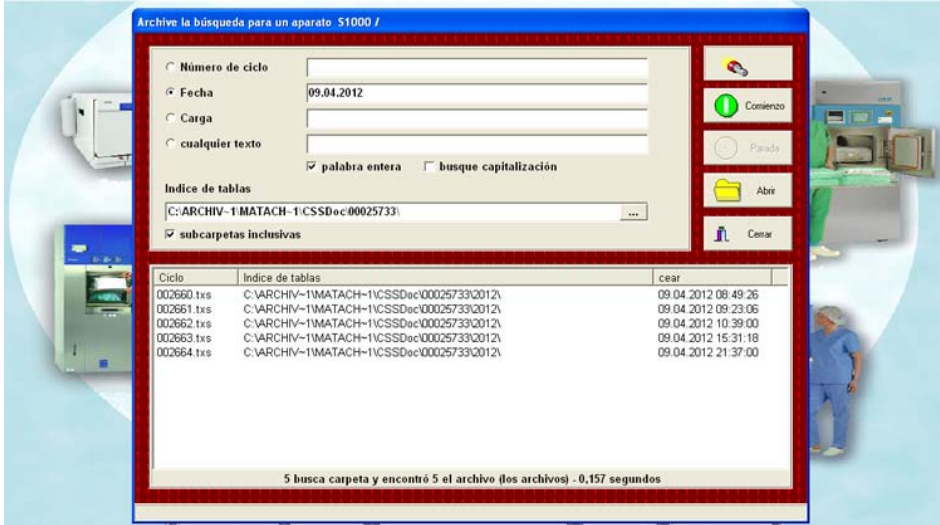 Archive la búsqueda para un aparato S1000 /
Número de ciclo
Fecha 09.04.2012
Carga
cualquier texto
palabra entera busque capitalización
Indice de tablas
C:\ARCHIV~1\MATACH~1\CSSDoc\00025733\ ...
subcarpetas inclusivas
Comienzo
Parada
Abrir
Cerrar
Ciclo Indice de tablas cear
002660.txs C:\ARCHIV~1\MATACH~1\CSSDoc\00025733\2012\ 09.04.2012 08:49:26
002661.txs C:\ARCHIV~1\MATACH~1\CSSDoc\00025733\2012\ 09.04.2012 09:23:06
002662.txs C:\ARCHIV~1\MATACH~1\CSSDoc\00025733\2012\ 09.04.2012 10:39:00
002663.txs C:\ARCHIV~1\MATACH~1\CSSDoc\00025733\2012\ 09.04.2012 15:31:18
002664.txs C:\ARCHIV~1\MATACH~1\CSSDoc\00025733\2012\ 09.04.2012 21:37:00
5 busca carpeta y encontró 5 el archivo (los archivos) - 0,157 segundos